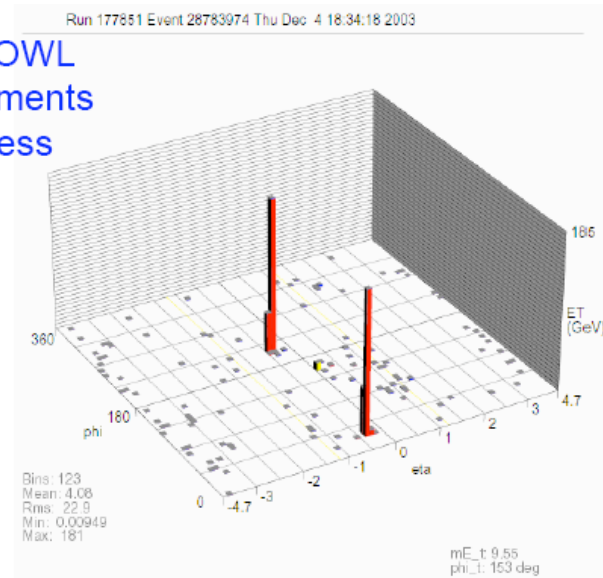 Run 177851 Event 28783974 Thu Dec 4 18:34:18 2003
OWL
ments
ess
185
ET
(GeV)
360
180
phi
0
-4.7
-3
-2
-1
0
1
2
3
4.7
eta
Bins: 123
Mean: 4.08
Rms: 22.9
Min: 0.00949
Max: 181
mE_t: 9.55
phi_t: 153 deg